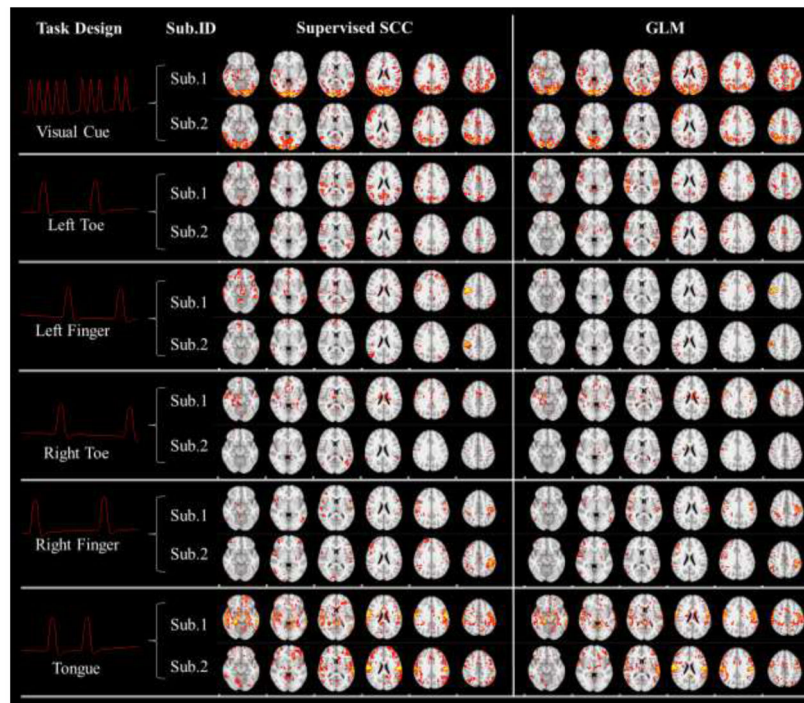 Task Design Sub.ID Supervised SCC GLM
Sub.1
Visual Cue
Sub.2
Sub.1
Left Toe
Sub.2
Sub.1
Left Finger
Sub.2
Sub.1
Right Toe
Sub.2
Sub.1
Right Finger
Sub.2
Sub.1
Tongue
Sub.2